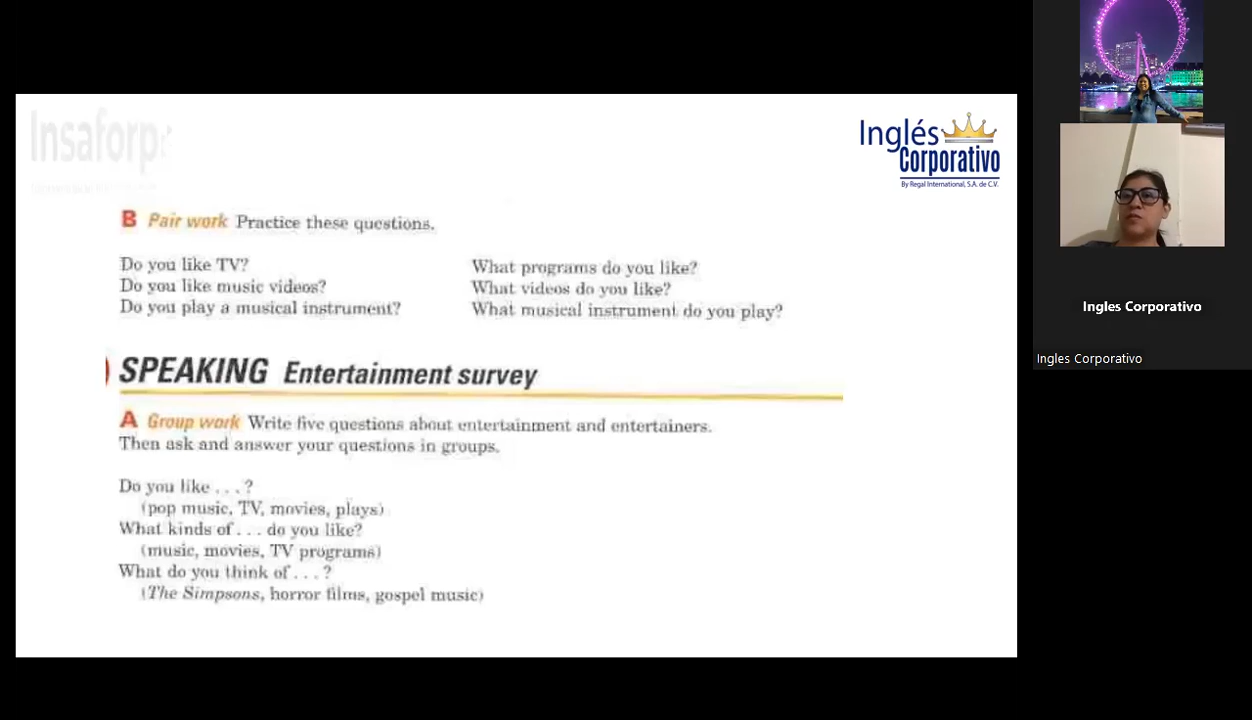 Insaforp
Inglés
Corporativo
By Regal International, S.A. de C.V.
B Pair work Practice these questions.
Do you like TV? What programs do you like?
Do you like music videos? What videos do you like?
Do you play a musical instrument? What musical instrument do you play?
SPEAKING Entertainment survey
A Group work Write five questions about entertainment and entertainers.
Then ask and answer your questions in groups.
Do you like . . . ?
(pop music, TV, movies, plays)
What kinds of . . . do you like?
(music, movies, TV programs)
What do you think of . . . ?
(The Simpsons, horror films, gospel music)
Ingles Corporativo
Ingles Corporativo